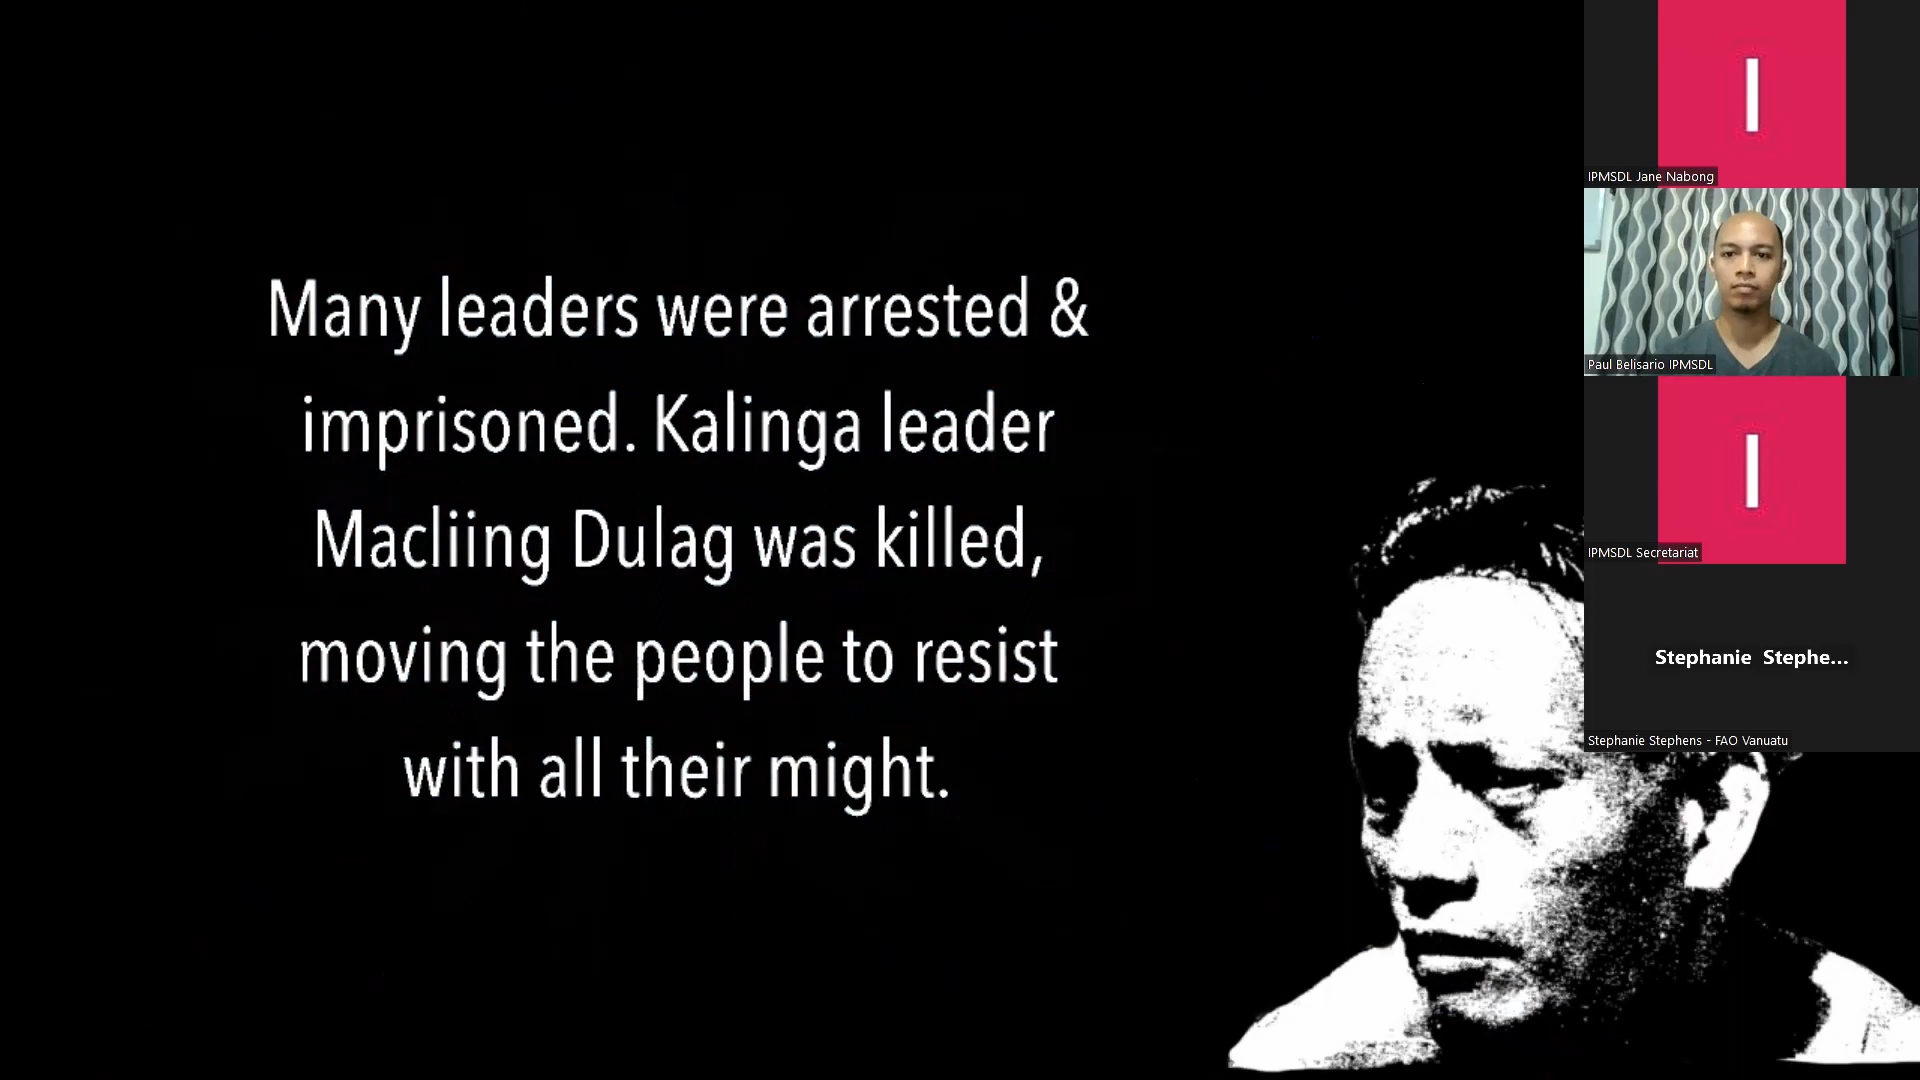 Many leaders were arrested &
imprisoned. Kalinga leader
Macliing Dulag was killed,
moving the people to resist
with all their might.
I
IPMSDL Jane Nabong
Paul Belisario IPMSDL
I
IPMSDL Secretariat
Stephanie Stephe...
Stephanie Stephens - FAO Vanuatu